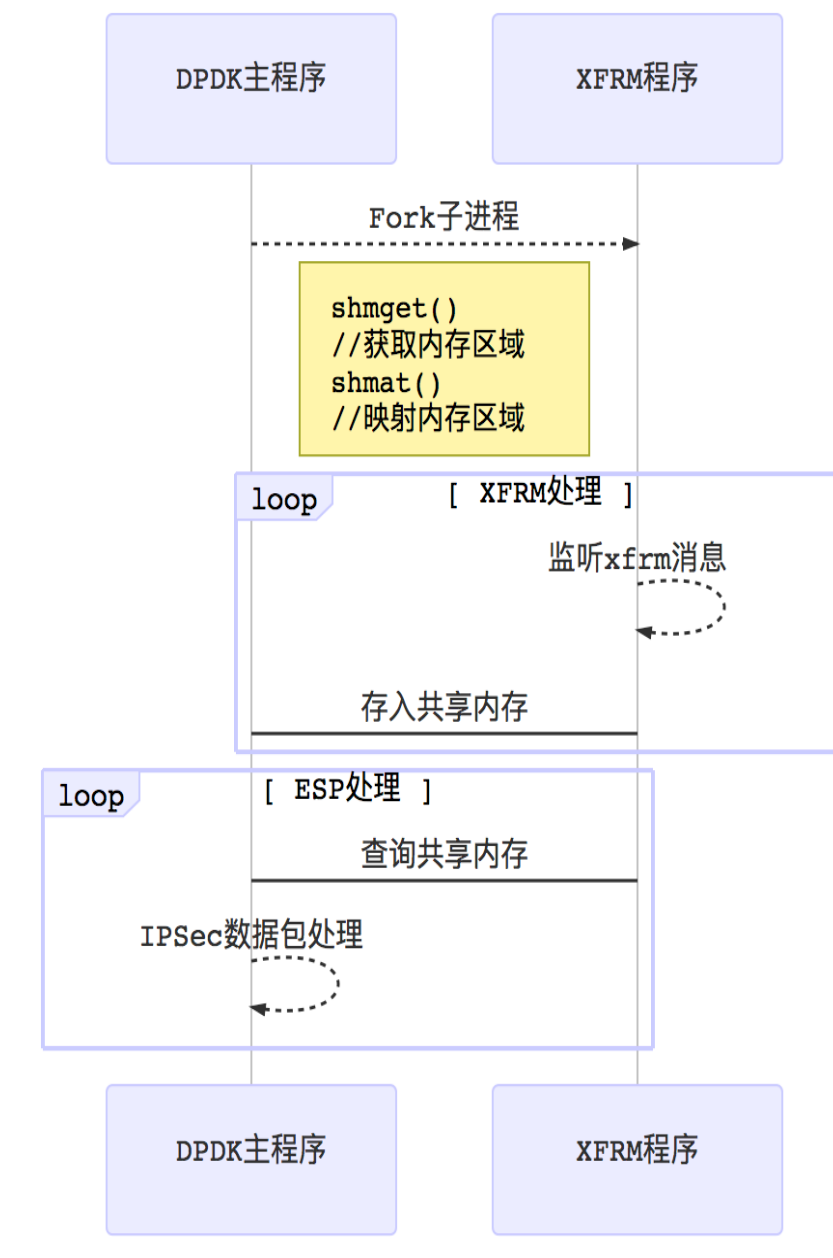 DPDK主程序
XFRM程序
Fork子进程
shmget()
//获取内存区域
shmat()
//映射内存区域
loop
[ XFRM处理 ]
监听xfrm消息
存入共享内存
loop
[ ESP处理 ]
查询共享内存
IPSec数据包处理
DPDK主程序
XFRM程序